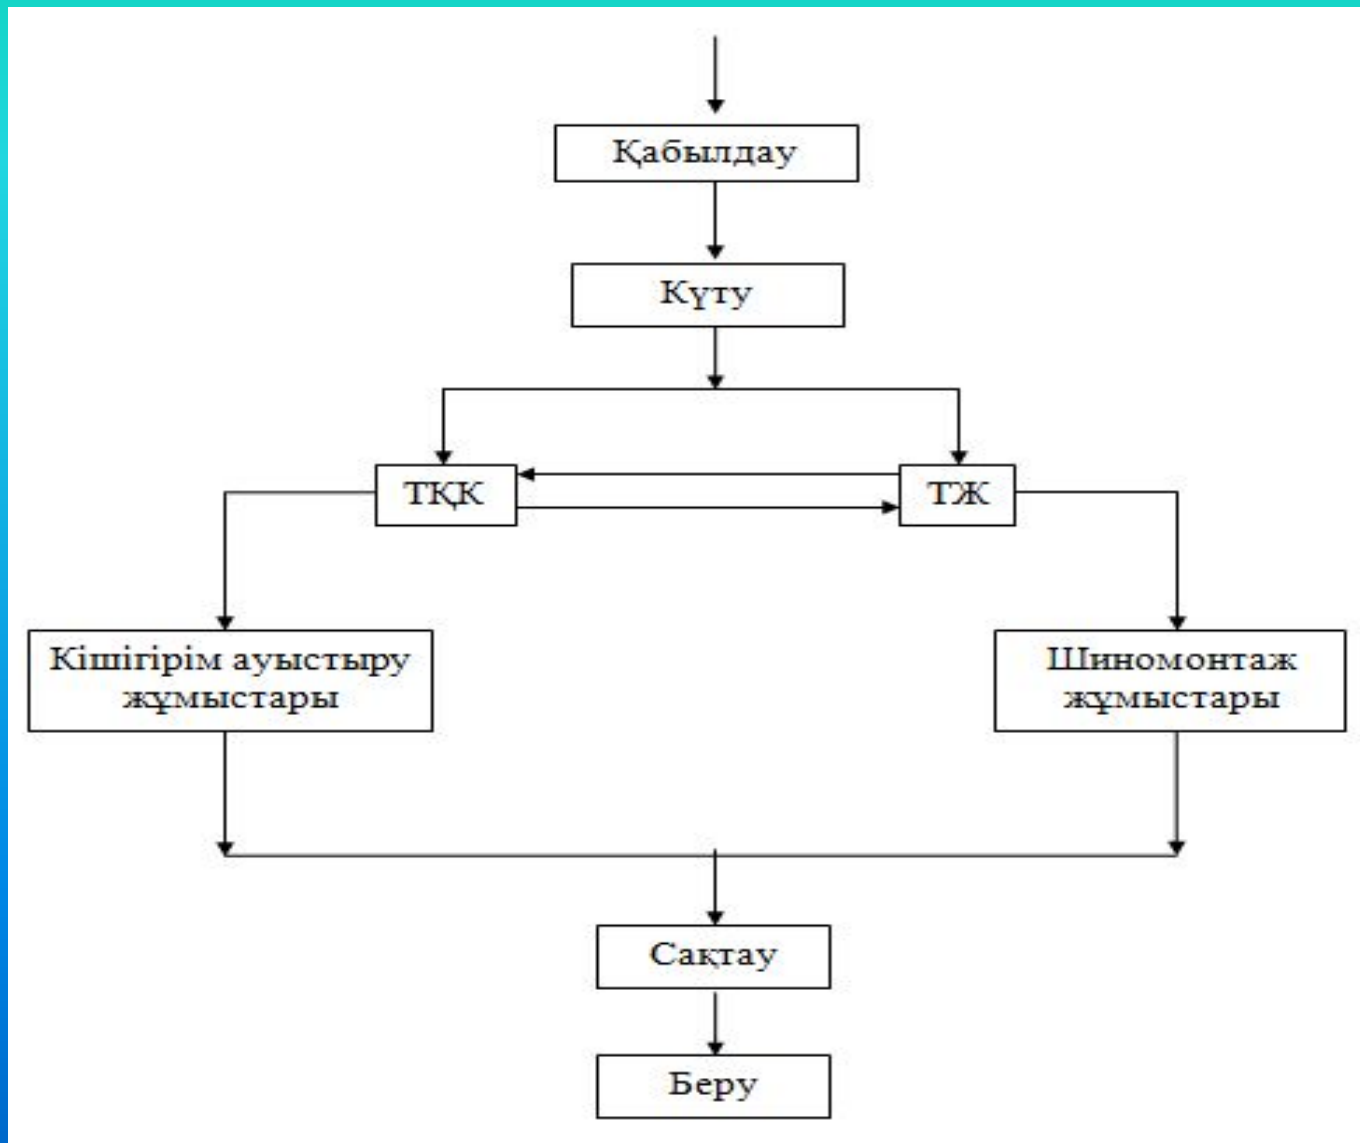 Қабылдау
Күту
ТҚК
ТЖ
Кішігірім ауыстыру
жұмыстары
Шиномонтаж
жұмыстары
Сақтау
Беру